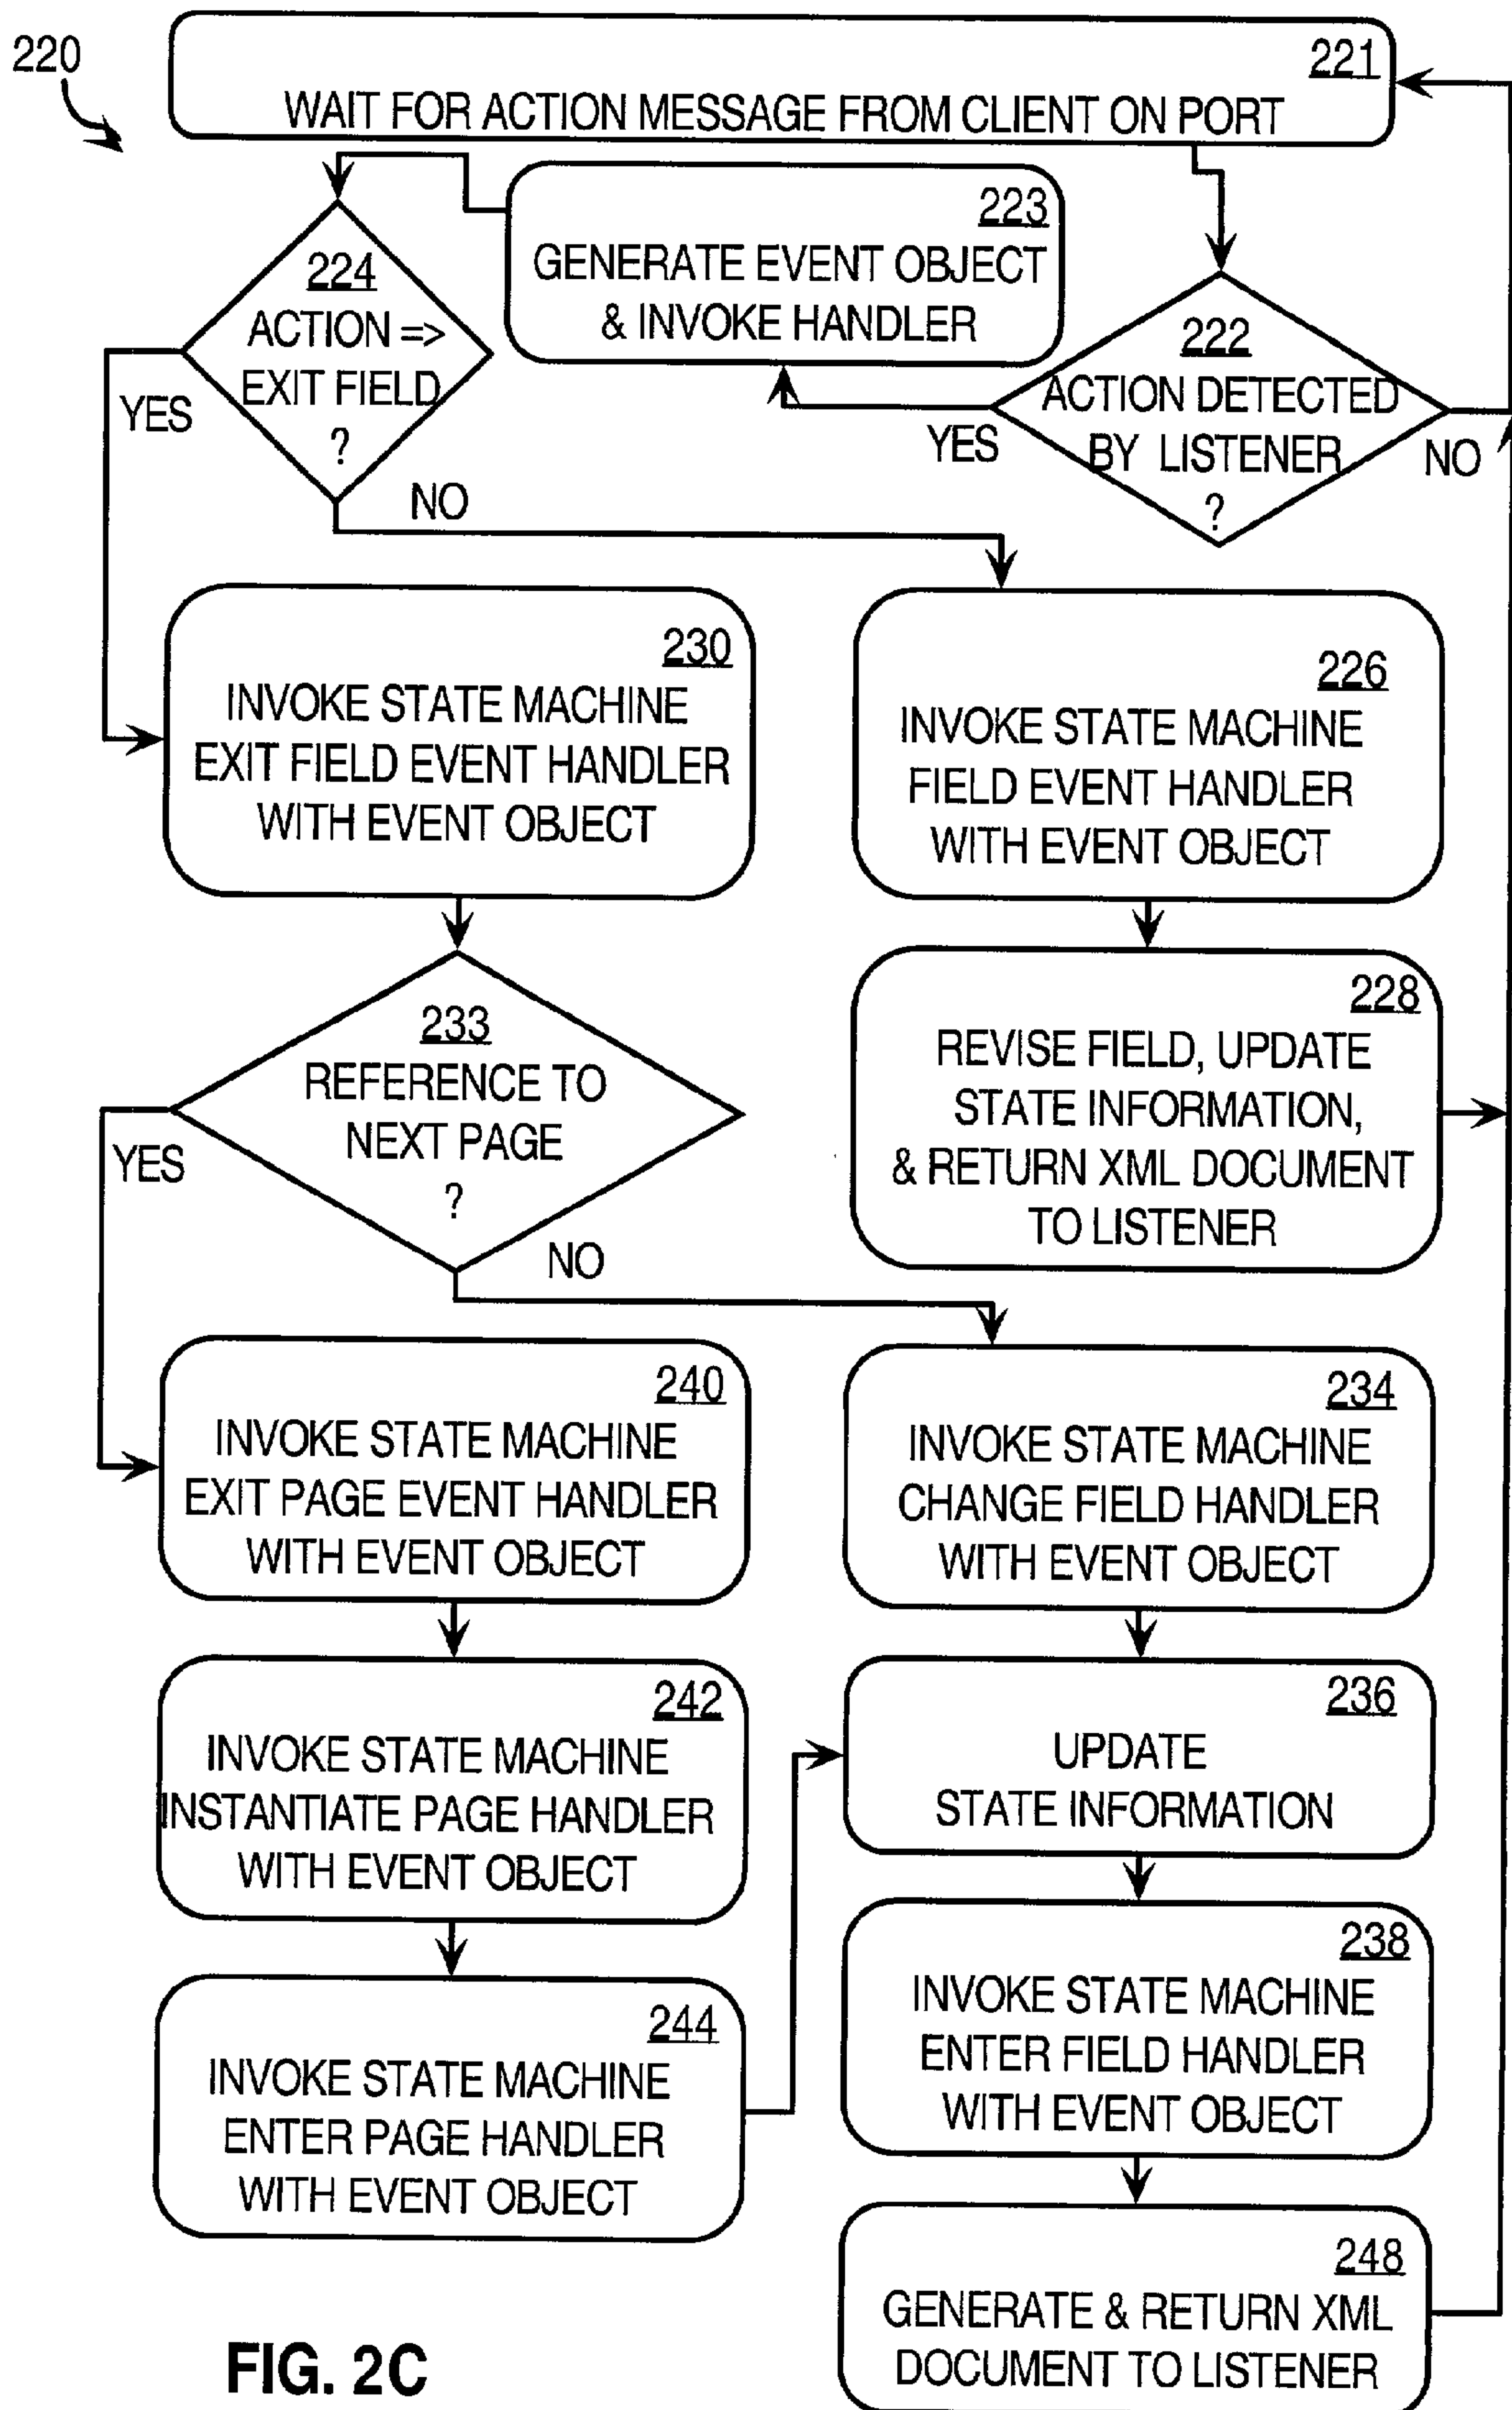 220
221
WAIT FOR ACTION MESSAGE FROM CLIENT ON PORT
223
GENERATE EVENT OBJECT
& INVOKE HANDLER
224
ACTION =>
EXIT FIELD
?
YES
NO
222
ACTION DETECTED
BY LISTENER
?
YES
NO
230
INVOKE STATE MACHINE
EXIT FIELD EVENT HANDLER
WITH EVENT OBJECT
226
INVOKE STATE MACHINE
FIELD EVENT HANDLER
WITH EVENT OBJECT
233
REFERENCE TO
NEXT PAGE
?
YES
NO
228
REVISE FIELD, UPDATE
STATE INFORMATION,
& RETURN XML DOCUMENT
TO LISTENER
240
INVOKE STATE MACHINE
EXIT PAGE EVENT HANDLER
WITH EVENT OBJECT
234
INVOKE STATE MACHINE
CHANGE FIELD HANDLER
WITH EVENT OBJECT
242
INVOKE STATE MACHINE
INSTANTIATE PAGE HANDLER
WITH EVENT OBJECT
236
UPDATE
STATE INFORMATION
244
INVOKE STATE MACHINE
ENTER PAGE HANDLER
WITH EVENT OBJECT
238
INVOKE STATE MACHINE
ENTER FIELD HANDLER
WITH EVENT OBJECT
248
GENERATE & RETURN XML
DOCUMENT TO LISTENER
FIG. 2C